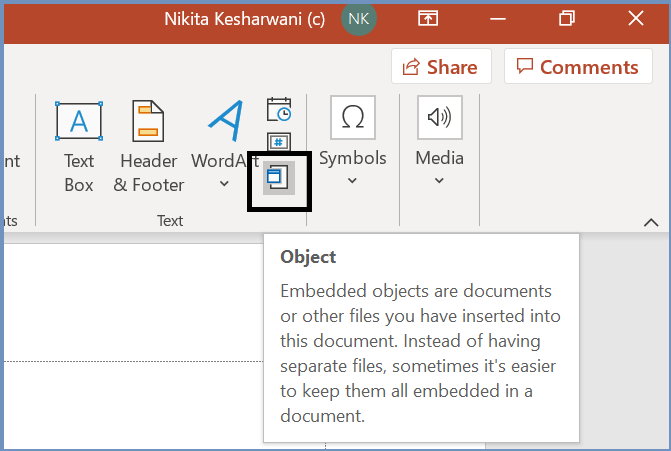 Nikita Kesharwani (c) NK
Share Comments
nt
Text Box
Header & Footer
WordArt
#
Ω
Symbols
Media
ts
Text
Object
Embedded objects are documents
or other files you have inserted into
this document. Instead of having
separate files, sometimes it's easier
to keep them all embedded in a
document.